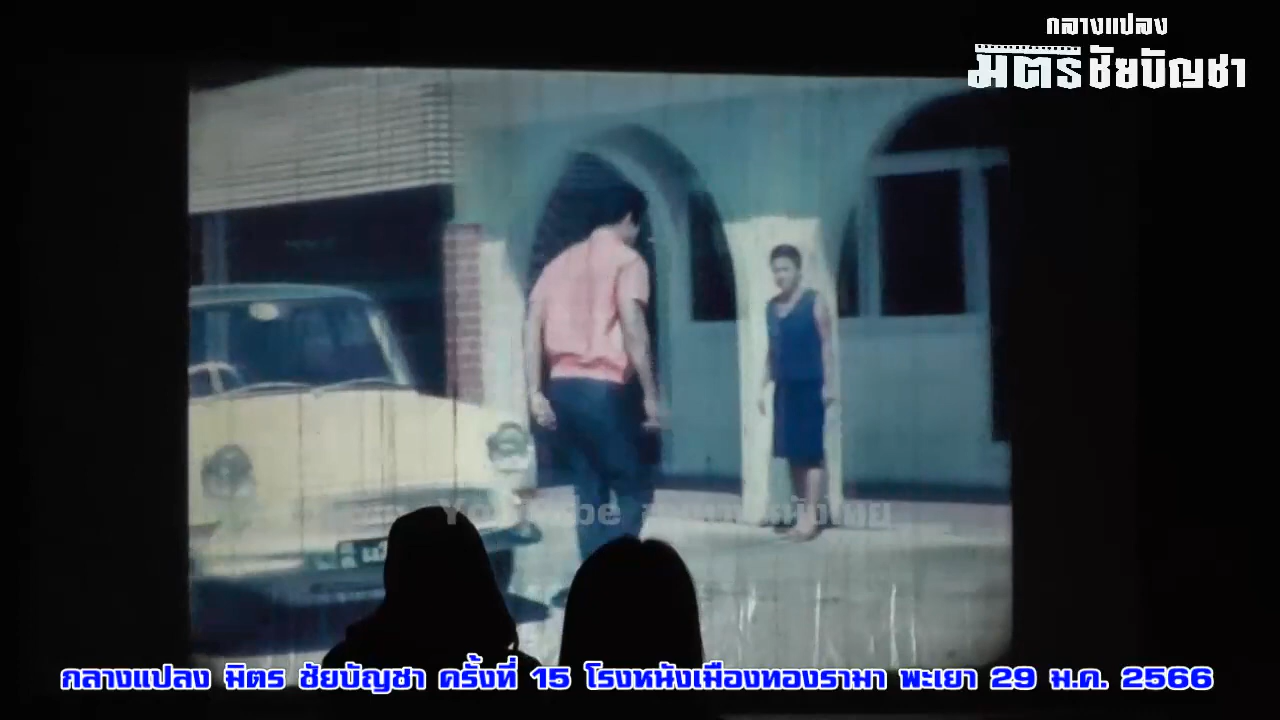 กลางแปลง
มิตร ชัยบัญชา
YouTube
กลางแปลง มิตร ชัยบัญชา ครั้งที่ 15 โรงหนังเมืองทองรามา พะเยา 29 ม.ค. 2566